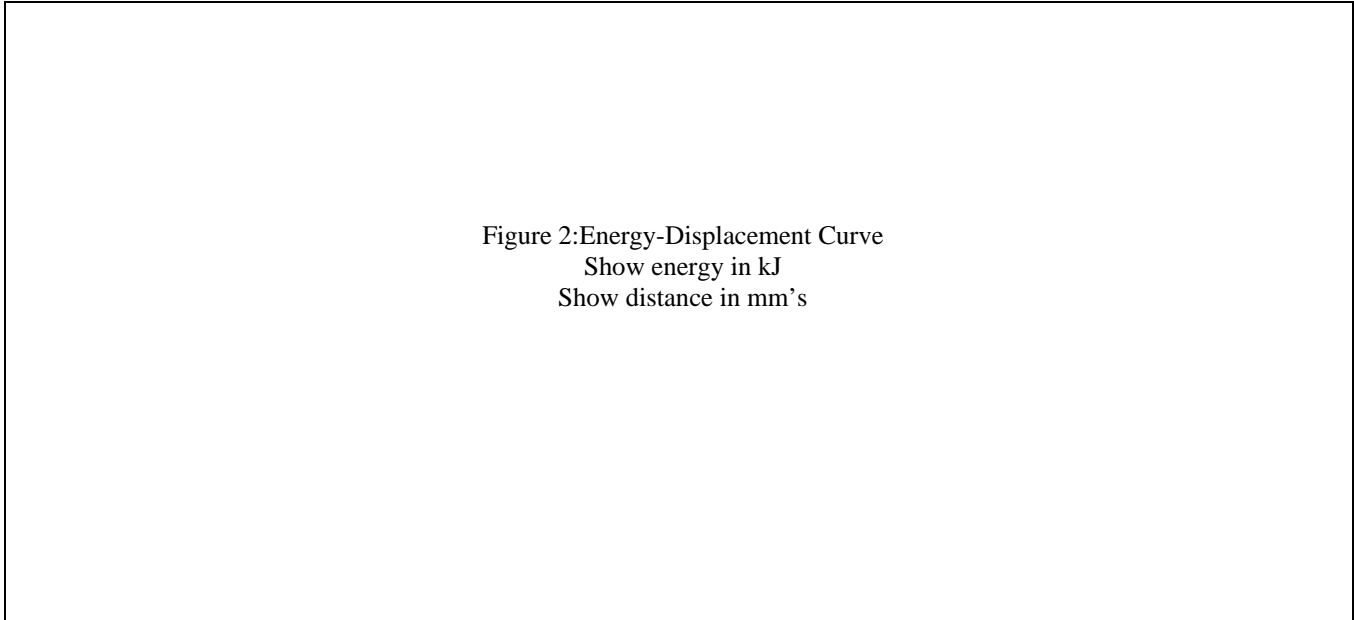 Figure 2:Energy-Displacement Curve
Show energy in kJ
Show distance in mm’s